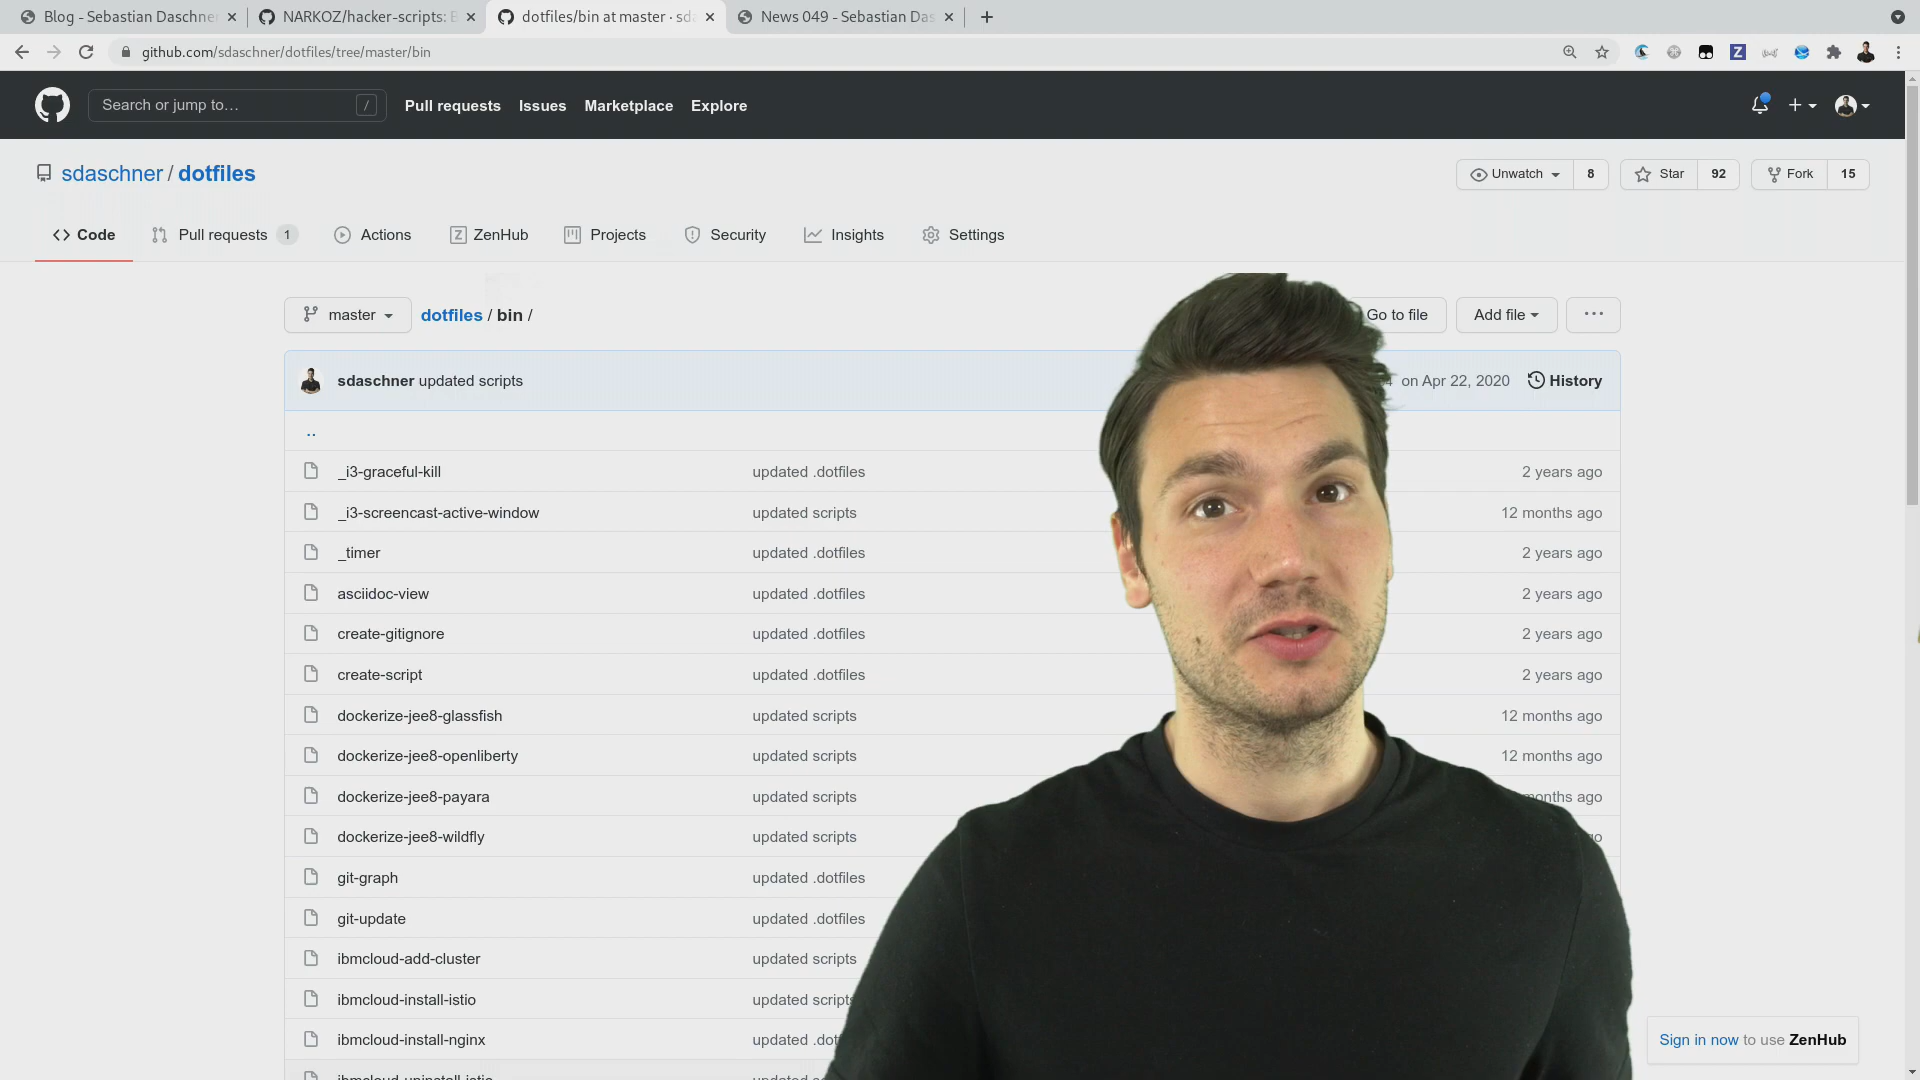 Blog - Sebastian Daschner
NARKOZ/hacker-scripts:
dotfiles/bin at master · sda
News 049 - Sebastian Das
github.com/sdaschner/dotfiles/tree/master/bin
Search or jump to… /
Pull requests Issues Marketplace Explore
sdaschner / dotfiles
Unwatch 8 Star 92 Fork 15
Code Pull requests 1 Actions ZenHub Projects Security Insights Settings
master dotfiles / bin / Go to file Add file ···
sdaschner updated scripts on Apr 22, 2020 History
..
_i3-graceful-kill updated .dotfiles 2 years ago
_i3-screencast-active-window updated scripts 12 months ago
_timer updated .dotfiles 2 years ago
asciidoc-view updated .dotfiles 2 years ago
create-gitignore updated .dotfiles 2 years ago
create-script updated .dotfiles 2 years ago
dockerize-jee8-glassfish updated scripts 12 months ago
dockerize-jee8-openliberty updated scripts 12 months ago
dockerize-jee8-payara updated scripts months ago
dockerize-jee8-wildfly updated scripts
git-graph updated .dotfiles
git-update updated .dotfiles
ibmcloud-add-cluster updated scripts
ibmcloud-install-istio updated scripts
ibmcloud-install-nginx updated .dot
Sign in now to use ZenHub